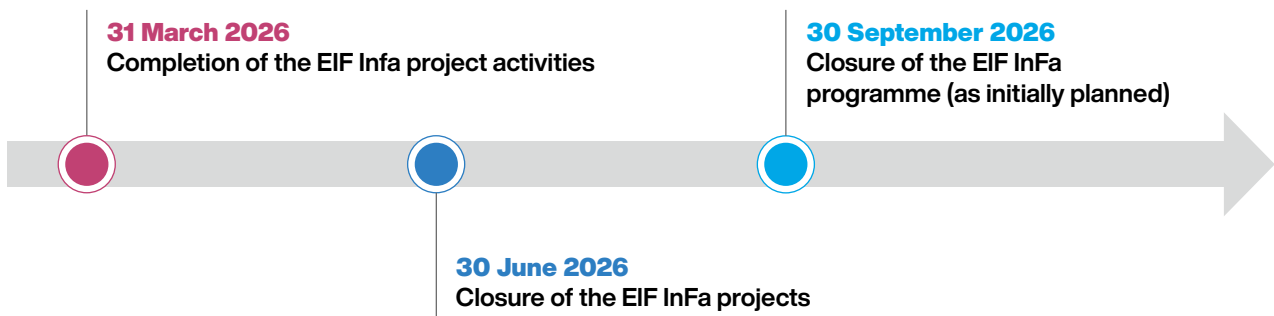 31 March 2026
Completion of the EIF Infa project activities
30 September 2026
Closure of the EIF InFa
programme (as initially planned)
30 June 2026
Closure of the EIF InFa projects